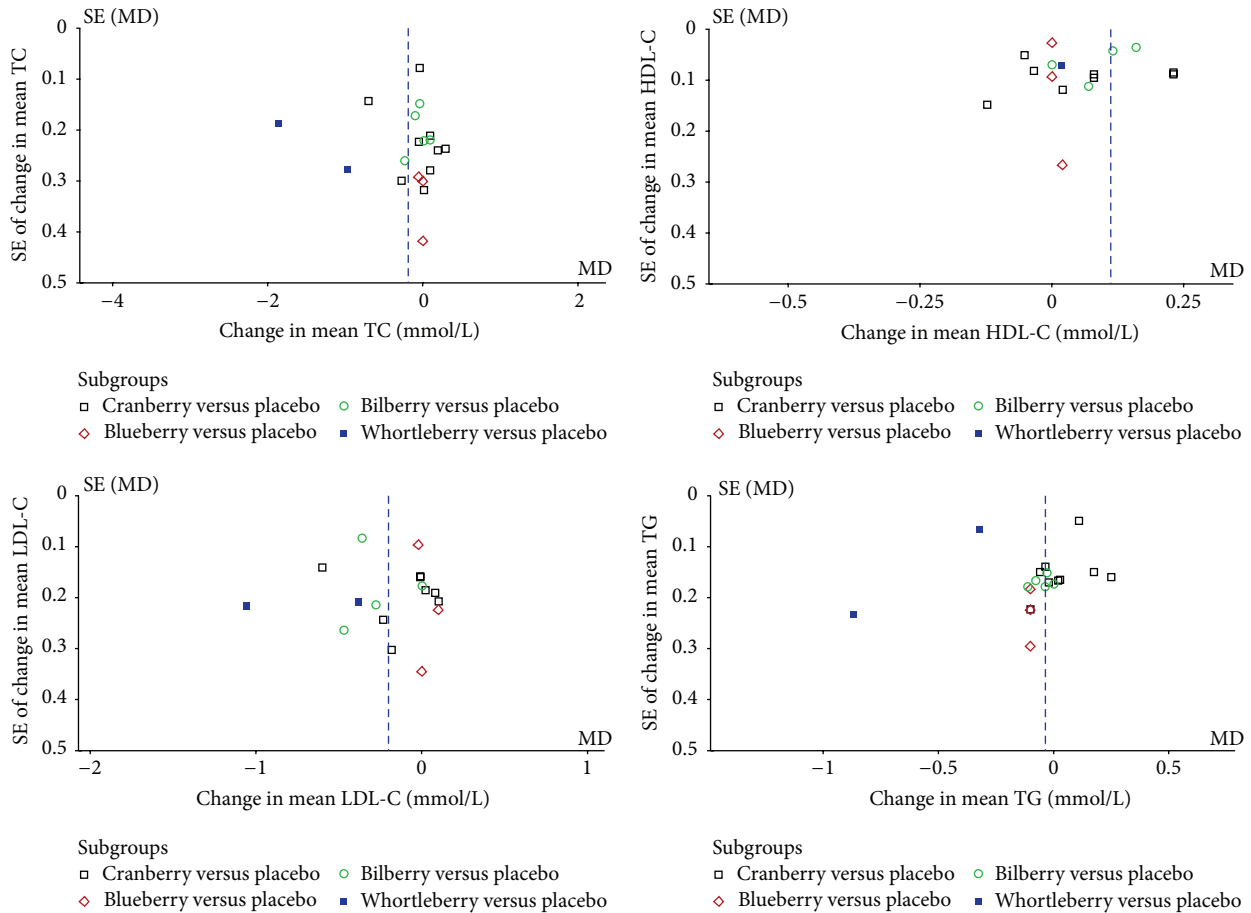 SE (MD)
0
0.1
0.2
0.3
0.4
0.5
SE of change in mean TC
MD
−4 −2 0 2
Change in mean TC (mmol/L)
Subgroups
Cranberry versus placebo Bilberry versus placebo
Blueberry versus placebo Whortleberry versus placebo
SE (MD)
0
0.1
0.2
0.3
0.4
0.5
SE of change in mean HDL-C
MD
−0.5 −0.25 0 0.25
Change in mean HDL-C (mmol/L)
Subgroups
Cranberry versus placebo Bilberry versus placebo
Blueberry versus placebo Whortleberry versus placebo
SE (MD)
0
0.1
0.2
0.3
0.4
0.5
SE of change in mean LDL-C
MD
−2 −1 0 1
Change in mean LDL-C (mmol/L)
Subgroups
Cranberry versus placebo Bilberry versus placebo
Blueberry versus placebo Whortleberry versus placebo
SE (MD)
0
0.1
0.2
0.3
0.4
0.5
SE of change in mean TG
MD
−1 −0.5 0 0.5
Change in mean TG (mmol/L)
Subgroups
Cranberry versus placebo Bilberry versus placebo
Blueberry versus placebo Whortleberry versus placebo